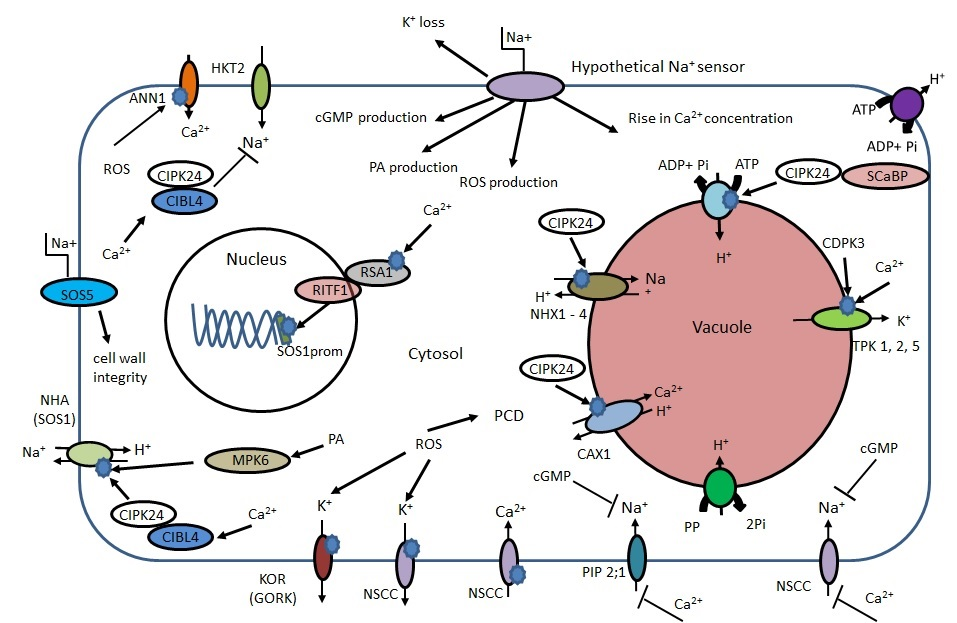 K⁺ loss
Na+
Hypothetical Na⁺ sensor
HKT2
ANN1
Ca²⁺
H⁺
ATP
ADP+ Pi
cGMP production
Rise in Ca²⁺ concentration
PA production
ROS production
ROS
Na⁺
CIPK24
CIBL4
ADP+ Pi
ATP
CIPK24
SCaBP
H⁺
Ca²⁺
Na+
Ca²⁺
SOS5
cell wall
integrity
Nucleus
RSA1
RITF1
SOS1prom
Cytosol
CIPK24
Na
+
H⁺
NHX1 - 4
Vacuole
CDPK3
Ca²⁺
K⁺
TPK 1, 2, 5
CIPK24
Ca²⁺
H⁺
CAX1
NHA
(SOS1)
Na⁺
H⁺
MPK6
PA
ROS
PCD
CIPK24
CIBL4
Ca²⁺
K⁺
KOR
(GORK)
K⁺
NSCC
Ca²⁺
NSCC
cGMP
Na⁺
PIP 2;1
Ca²⁺
H⁺
PP
2Pi
cGMP
Na⁺
NSCC
Ca²⁺